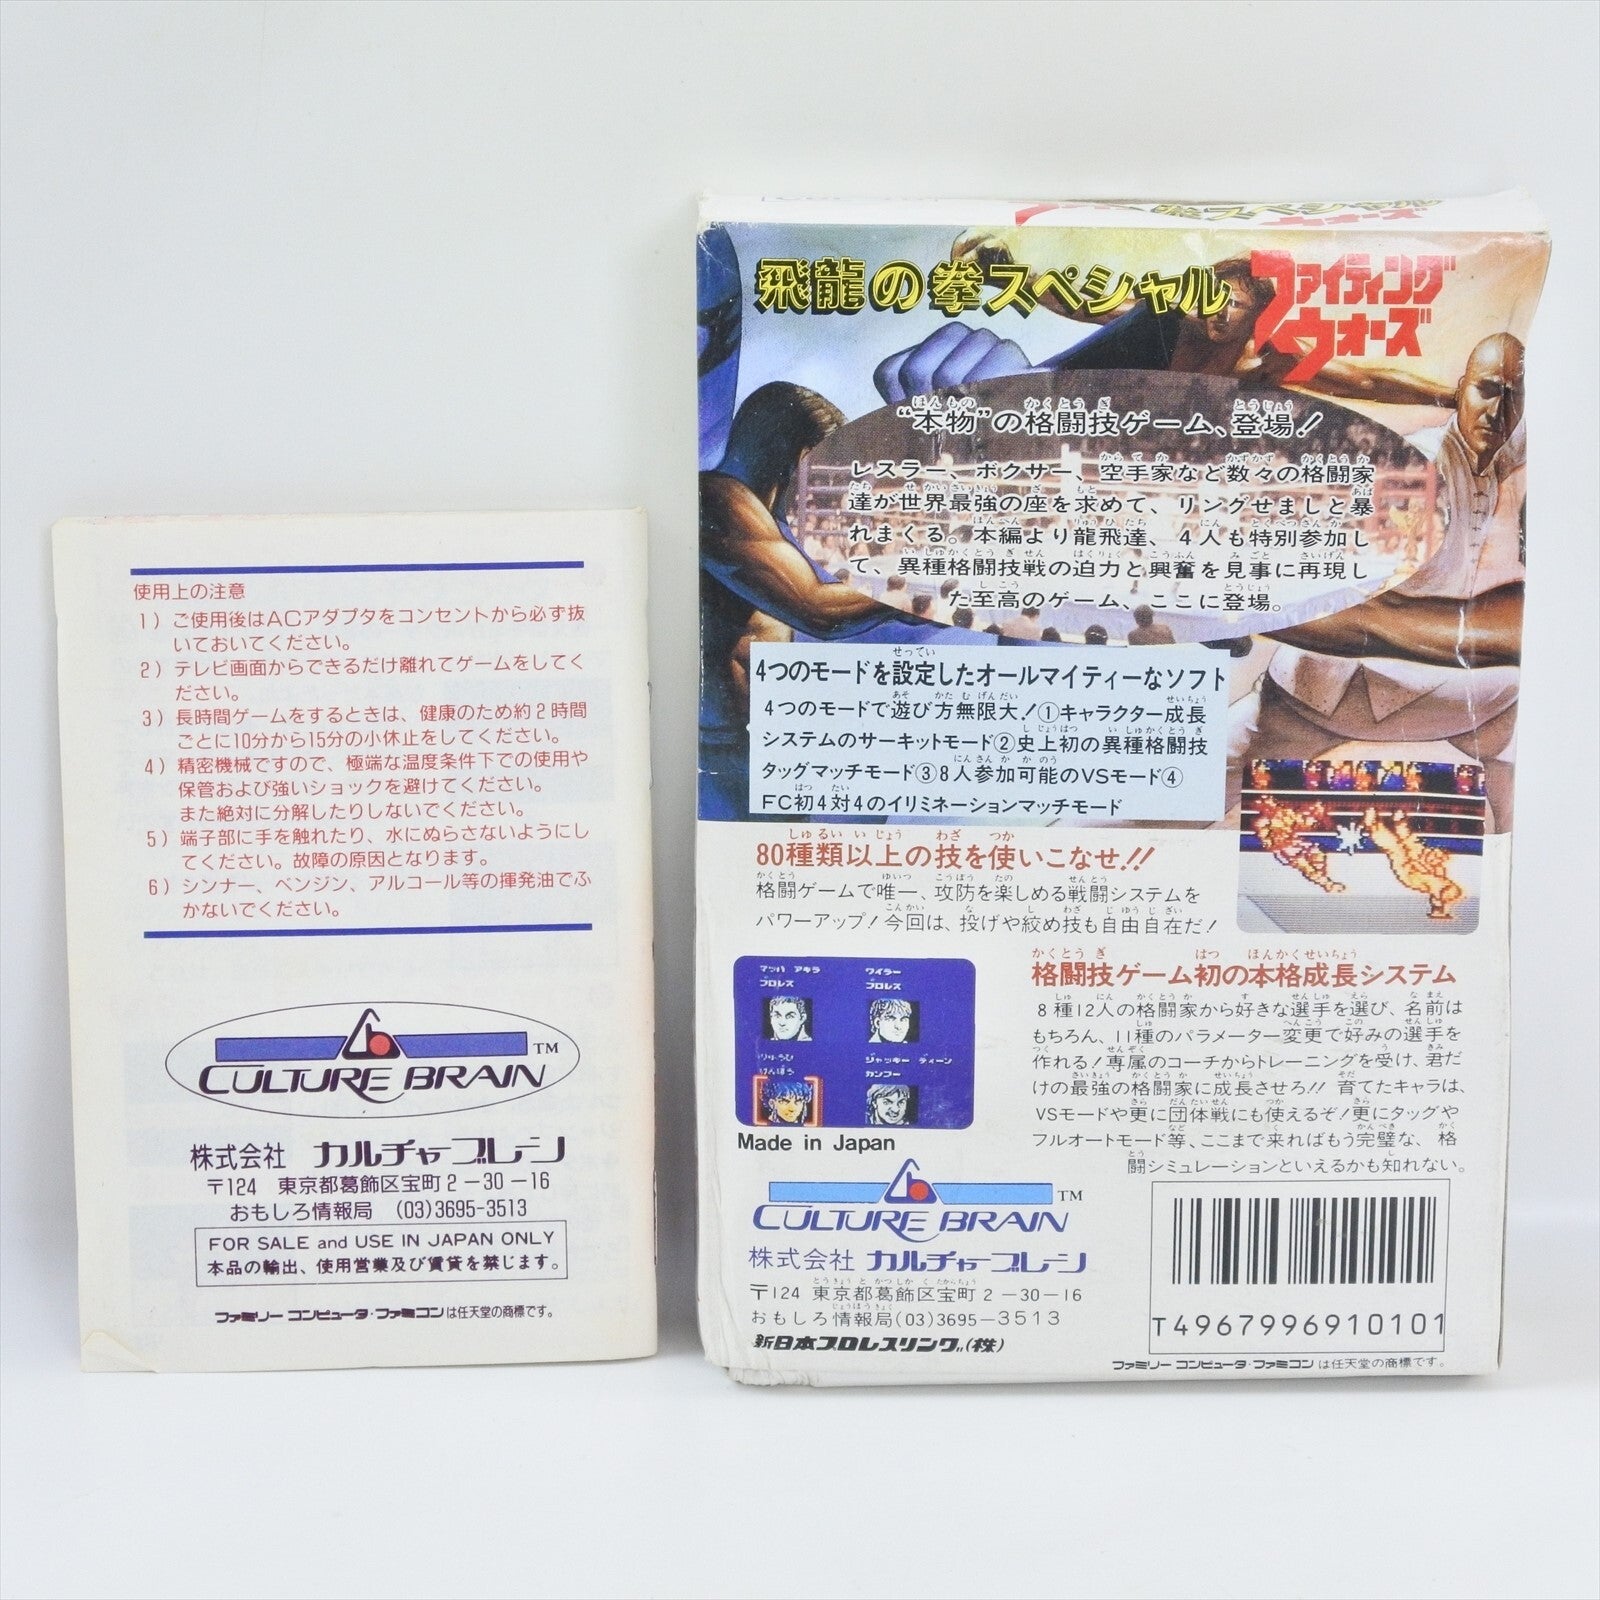 使用上の注意
1) ご使用後はACアダプタをコンセントから必ず抜
いておいてください。
2) テレビ画面からできるだけ離れてゲームをしてく
ださい。
3) 長時間ゲームをするときは、健康のため約2時間
ごとに10分から15分の小休止をしてください。
4) 精密機械ですので、極端な温度条件下での使用や
保管および強いショックを避けてください。
また絶対に分解したりしないでください。
5) 端子部に手を触れたり、水にぬらさないようにし
てください。故障の原因となります。
6) シンナー、ベンジン、アルコール等の揮発油でふ
かないでください。
CULTURE BRAIN TM
株式会社 カルチャーブレーン
〒124 東京都葛飾区宝町2-30-16
おもしろ情報局 (03)3695-3513
FOR SALE and USE IN JAPAN ONLY
本品の輸出、使用営業及び賃貸を禁じます。
ファミリーコンピュータ・ファミコンは任天堂の商標です。
飛龍の拳スペシャル
ファイティング
ウォーズ
“本物”の格闘技ゲーム、登場!
レスラー、ボクサー、空手家など数々の格闘家
達が世界最強の座を求めて、リングせましと暴
れまくる。本編より龍飛達、4人も特別参加し
て、異種格闘技戦の迫力と興奮を見事に再現し
た至高のゲーム、ここに登場。
4つのモードを設定したオールマイティーなソフト
4つのモードで遊び方無限大!①キャラクター成長
システムのサーキットモード②史上初の異種格闘技
タッグマッチモード③8人参加可能のVSモード④
FC初4対4のイリミネーションマッチモード
80種類以上の技を使いこなせ!!
格闘ゲームで唯一、攻防を楽しめる戦闘システムを
パワーアップ!今回は、投げや絞め技も自由自在だ!
格闘技ゲーム初の本格成長システム
8種12人の格闘家から好きな選手を選び、名前は
もちろん、11種のパラメーター変更で好みの選手を
作れる!専属のコーチからトレーニングを受け、君だ
けの最強の格闘家に成長させろ!! 育てたキャラは、
VSモードや更に団体戦にも使えるぞ!更にタッグや
フルオートモード等、ここまで来ればもう完璧な、格
闘シミュレーションといえるかも知れない。
マッハ アキラ
プロレス
ワイラー
プロレス
りゅうひ
けんぽう
ジャッキー ディーン
カンフー
Made in Japan
CULTURE BRAIN TM
株式会社 カルチャーブレーン
〒124 東京都葛飾区宝町2-30-16
おもしろ情報局(03)3695-3513
新日本プロレスリング(株)
T4967996910101
ファミリーコンピュータ・ファミコンは任天堂の商標です。